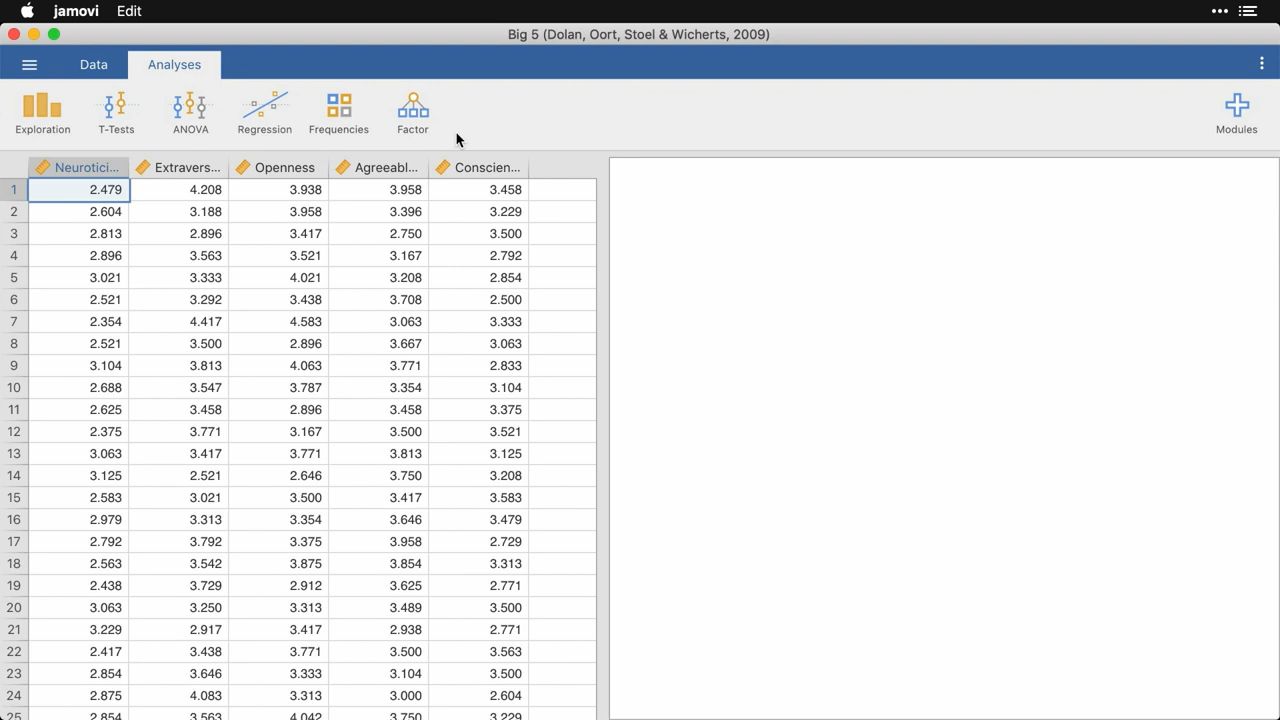 jamovi Edit
Big 5 (Dolan, Oort, Stoel & Wicherts, 2009)
Data Analyses
Exploration T-Tests ANOVA Regression Frequencies Factor Modules
Neurotici... Extravers... Openness Agreeabl... Conscien...
1 2.479 4.208 3.938 3.958 3.458
2 2.604 3.188 3.958 3.396 3.229
3 2.813 2.896 3.417 2.750 3.500
4 2.896 3.563 3.521 3.167 2.792
5 3.021 3.333 4.021 3.208 2.854
6 2.521 3.292 3.438 3.708 2.500
7 2.354 4.417 4.583 3.063 3.333
8 2.521 3.500 2.896 3.667 3.063
9 3.104 3.813 4.063 3.771 2.833
10 2.688 3.547 3.787 3.354 3.104
11 2.625 3.458 2.896 3.458 3.375
12 2.375 3.771 3.167 3.500 3.521
13 3.063 3.417 3.771 3.813 3.125
14 3.125 2.521 2.646 3.750 3.208
15 2.583 3.021 3.500 3.417 3.583
16 2.979 3.313 3.354 3.646 3.479
17 2.792 3.792 3.375 3.958 2.729
18 2.563 3.542 3.875 3.854 3.313
19 2.438 3.729 2.912 3.625 2.771
20 3.063 3.250 3.313 3.489 3.500
21 3.229 2.917 3.417 2.938 2.771
22 2.417 3.438 3.771 3.500 3.563
23 2.854 3.646 3.333 3.104 3.500
24 2.875 4.083 3.313 3.000 2.604
25 2.854 3.563 4.042 3.750 3.229